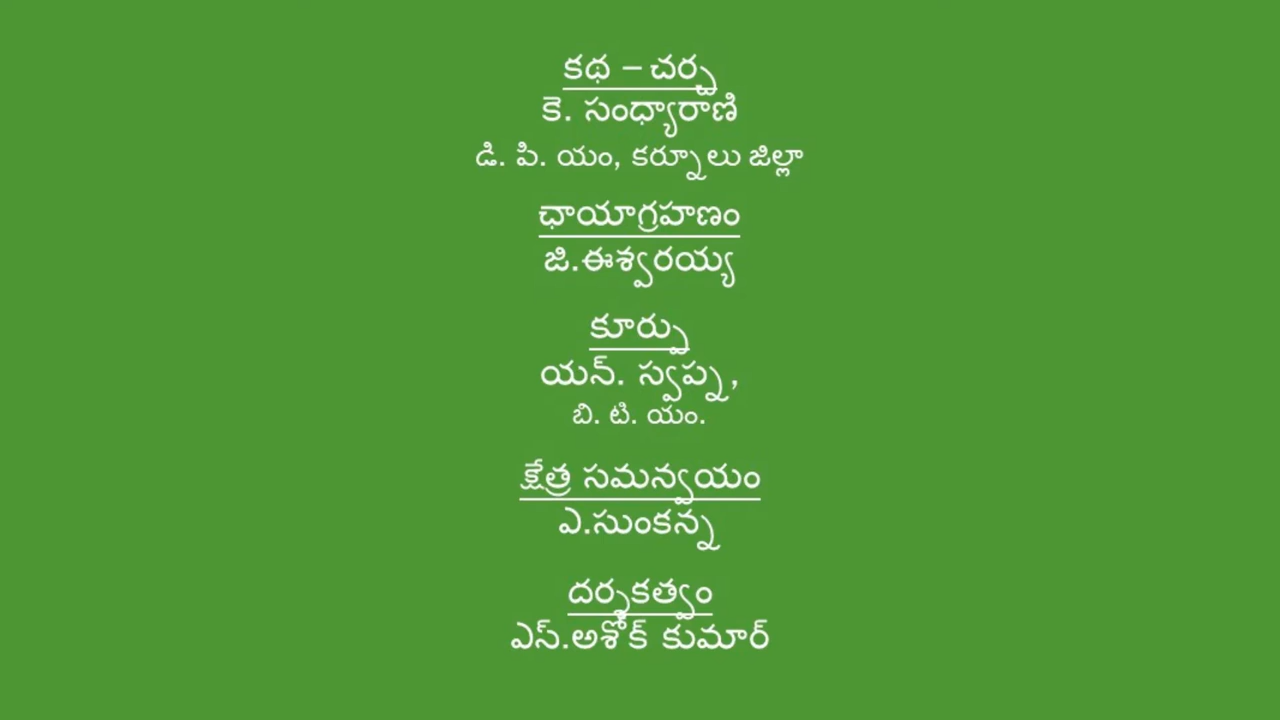 కథ – చర్చ
కె. సంధ్యారాణి
డి. పి. యం, కర్నూలు జిల్లా
ఛాయాగ్రహణం
జి.ఈశ్వరయ్య
కూర్పు
యన్. స్వప్న,
బి. టి. యం.
క్షేత్ర సమన్వయం
ఎ.సుంకన్న
దర్శకత్వం
ఎస్.అశోక్ కుమార్